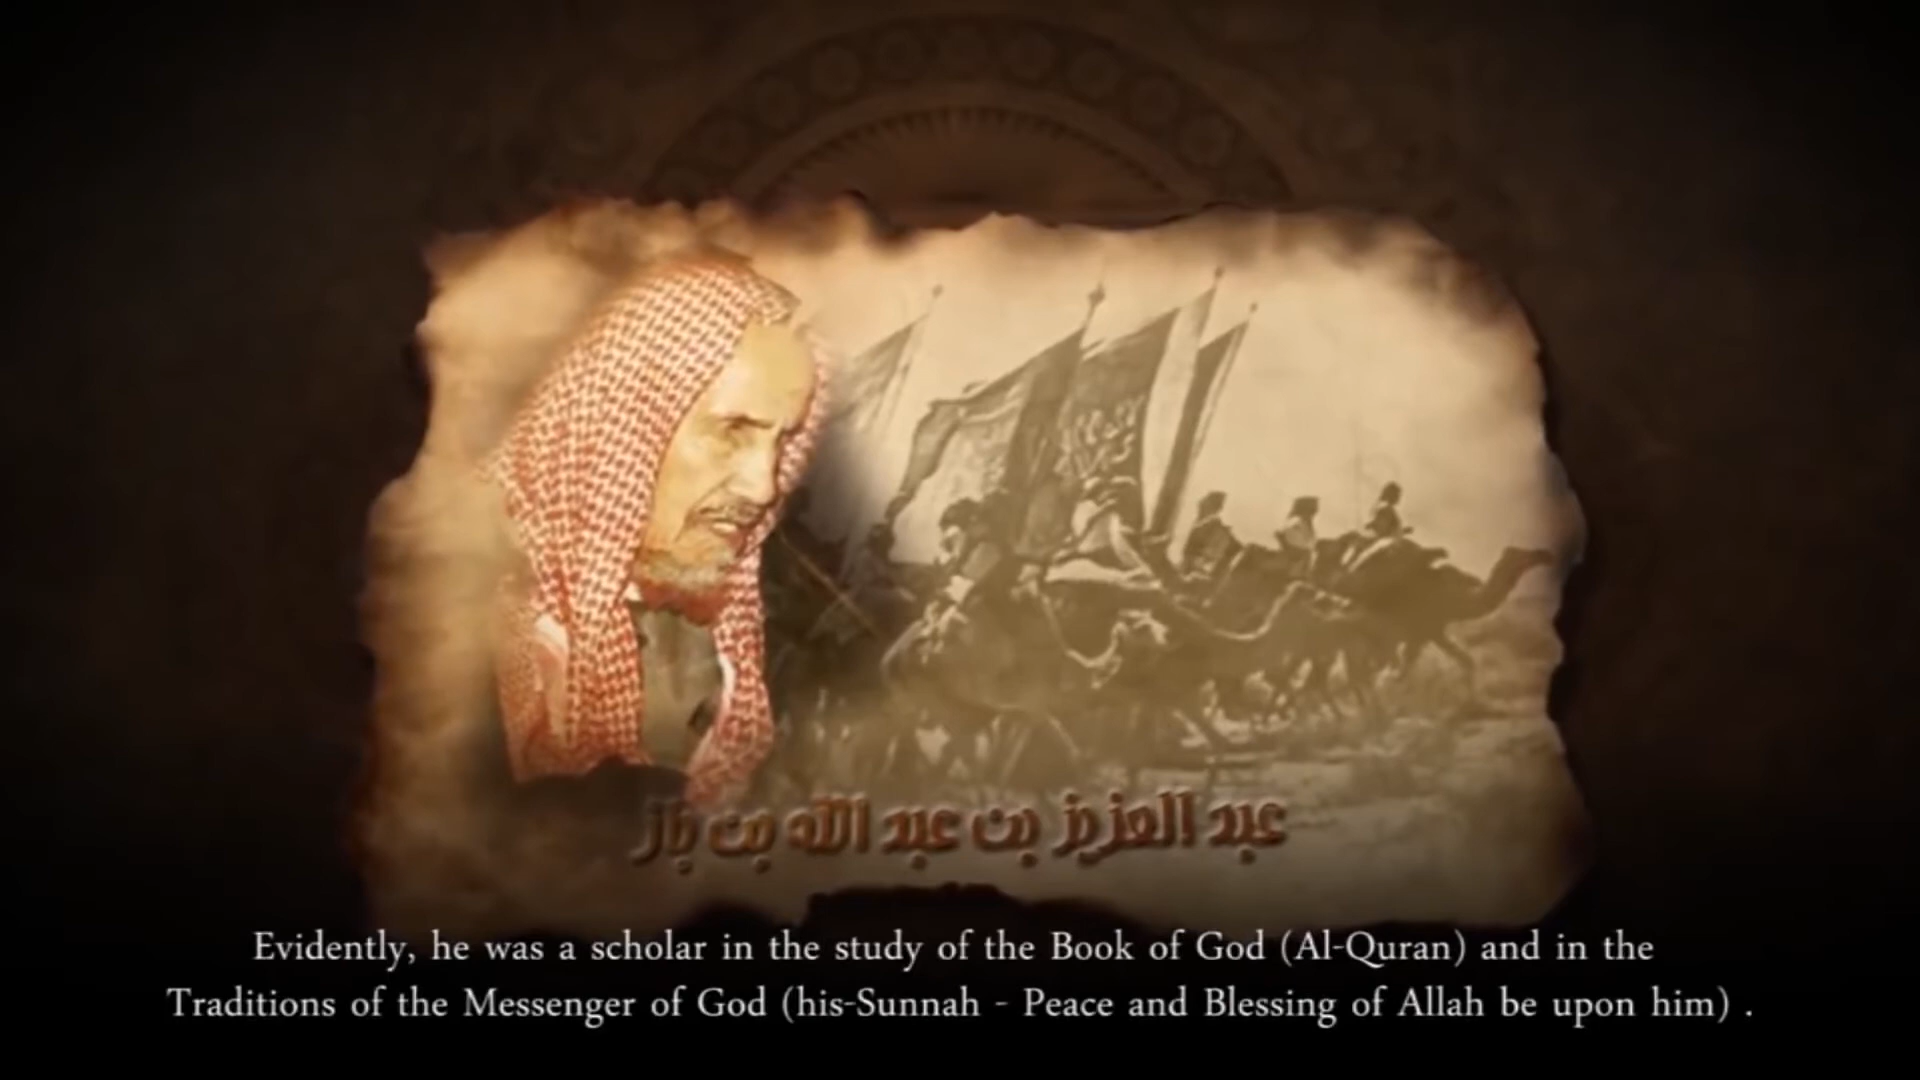 عبد العزيز بن عبد الله بن باز
Evidently, he was a scholar in the study of the Book of God (Al-Quran) and in the
Traditions of the Messenger of God (his-Sunnah - Peace and Blessing of Allah be upon him) .